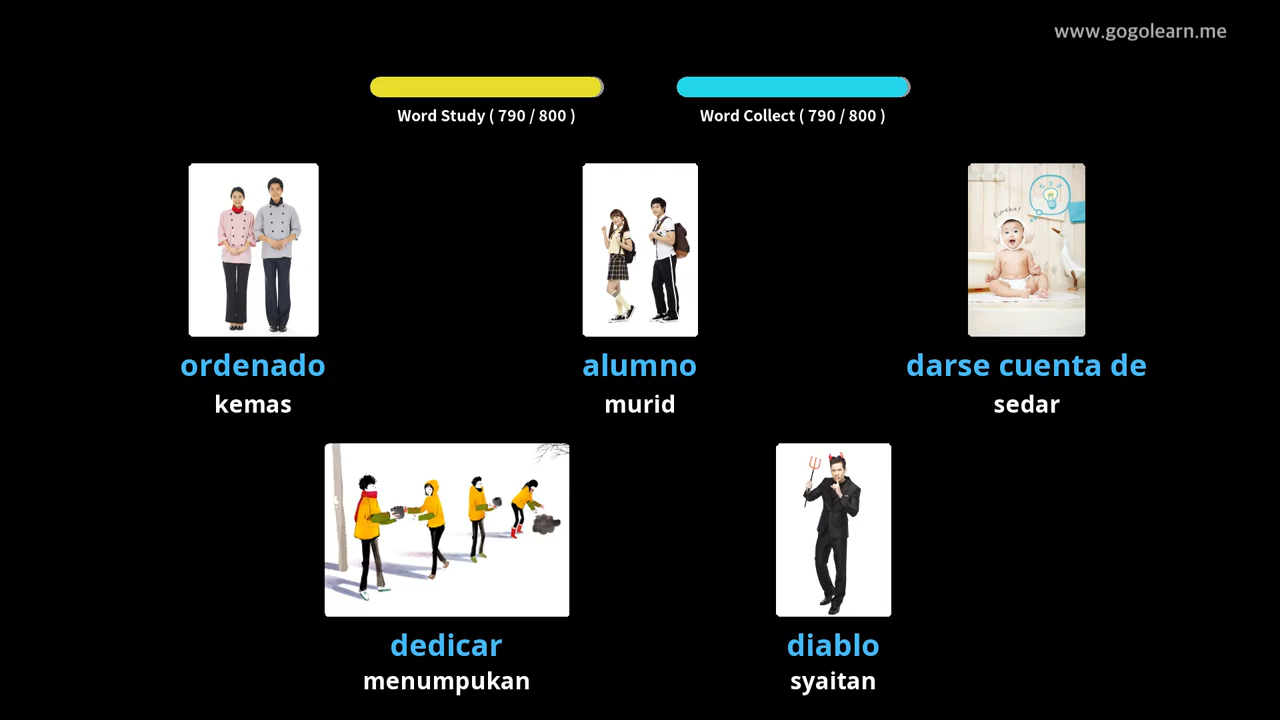 www.gogolearn.me
Word Study ( 790 / 800 )
Word Collect ( 790 / 800 )
Eureka!
ordenado
alumno
darse cuenta de
kemas
murid
sedar
dedicar
diablo
menumpukan
syaitan